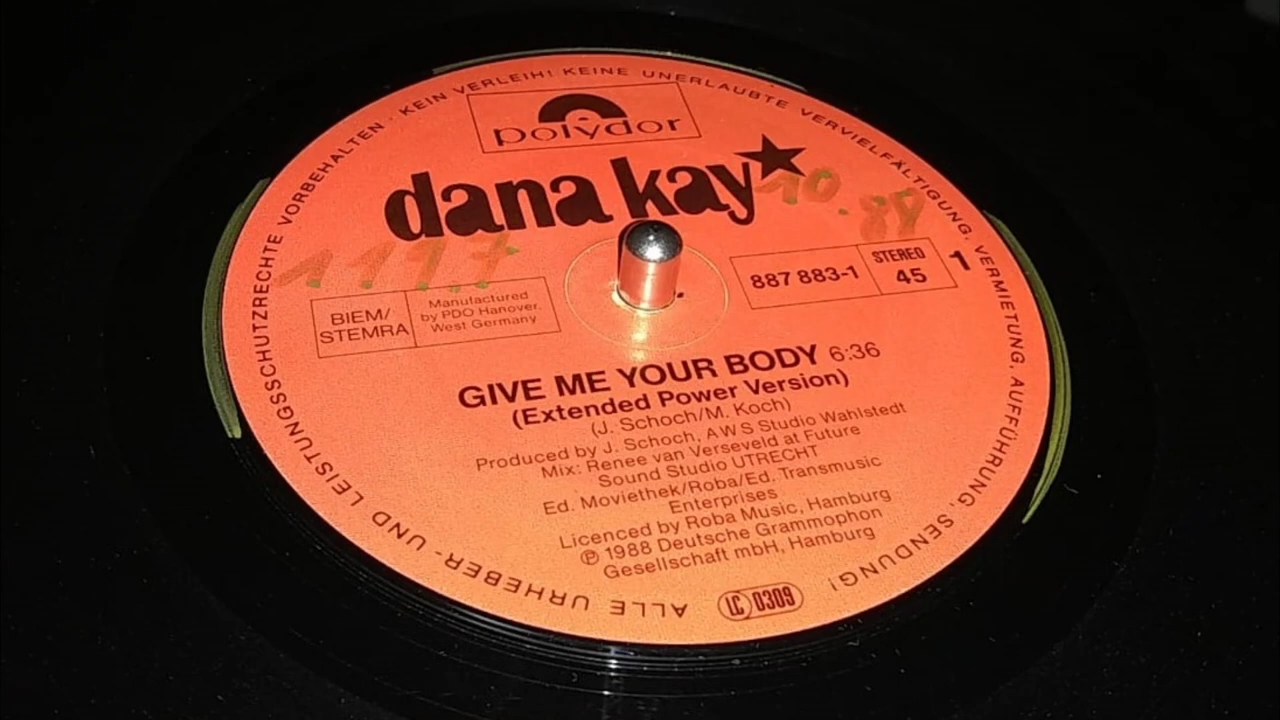 ALLE URHEBER- UND LEISTUNGSSCHUTZRECHTE VORBEHALTEN · KEIN VERLEIH! KEINE UNERLAUBTE VERVIELFÄLTIGUNG, VERMIETUNG, AUFFÜHRUNG, SENDUNG!
polydor
dana kay
10.88
1197
BIEM/
STEMRA
Manufactured
by PDO Hanover,
West Germany
887 883-1
STEREO
45
1
GIVE ME YOUR BODY 6:36
(Extended Power Version)
(J. Schoch/M. Koch)
Produced by J. Schoch, AWS Studio Wahlstedt
Mix: Renee van Verseveld at Future
Sound Studio UTRECHT
Ed. Moviethek/Roba/Ed. Transmusic
Enterprises
Licenced by Roba Music, Hamburg
℗ 1988 Deutsche Grammophon
Gesellschaft mbH, Hamburg
LC 0309